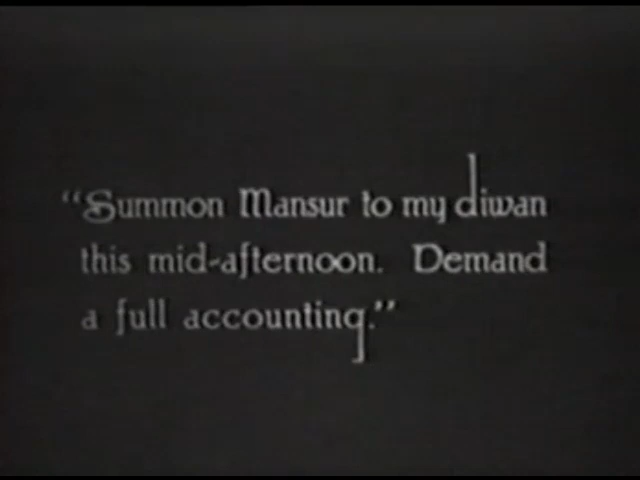 “Summon Mansur to my diwan
this mid-afternoon. Demand
a full accounting.”